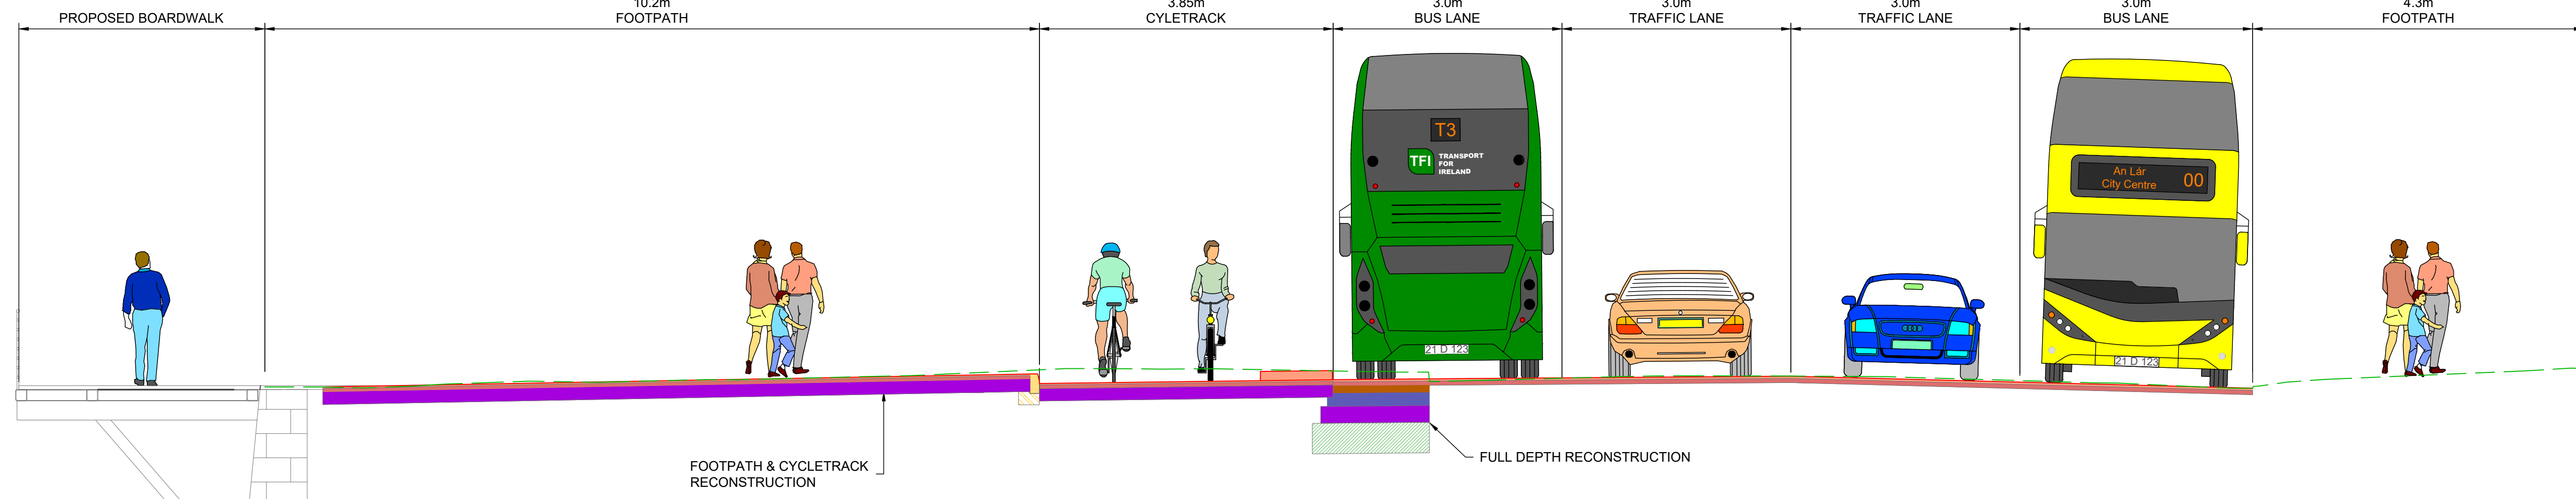 PROPOSED BOARDWALK
10.2m
FOOTPATH
3.85m
CYLETRACK
3.0m
BUS LANE
3.0m
TRAFFIC LANE
3.0m
TRAFFIC LANE
3.0m
BUS LANE
4.3m
FOOTPATH
T3
TFI
TRANSPORT
FOR
IRELAND
21 D 123
An Lár
City Centre
00
21 D 123
FOOTPATH & CYCLETRACK
RECONSTRUCTION
FULL DEPTH RECONSTRUCTION